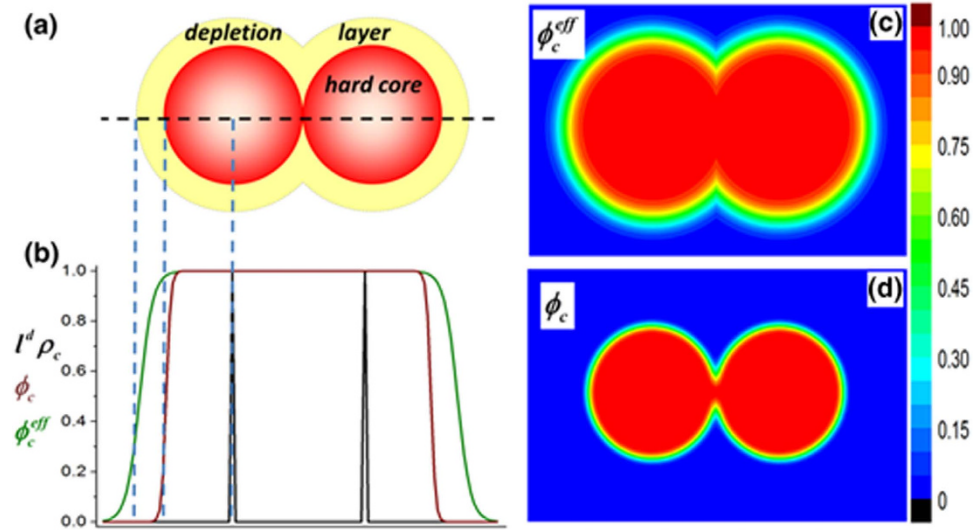 (a)
depletion layer
hard core
(b)
1.0
0.8
0.6
0.4
0.2
0.0
l^d ρ_c
ϕ_c
ϕ_c^eff
ϕ_c^eff
(c)
ϕ_c
(d)
1.00
0.90
0.75
0.60
0.45
0.30
0.15
0